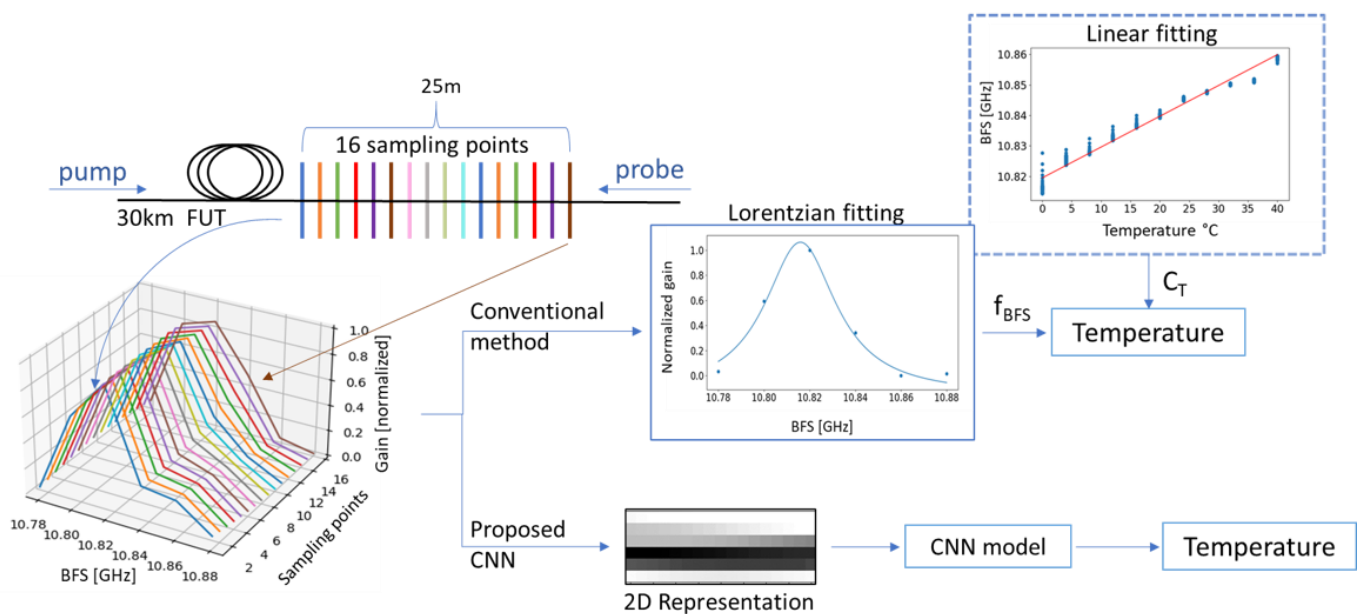 25m
16 sampling points
pump
probe
30km FUT
Linear fitting
10.86
10.85
10.84
10.83
10.82
BFS [GHz]
0 5 10 15 20 25 30 35 40
Temperature °C
Lorentzian fitting
1.0
0.8
0.6
0.4
0.2
0.0
Normalized gain
10.78 10.80 10.82 10.84 10.86 10.88
BFS [GHz]
C_T
f_BFS
Temperature
Conventional
method
1.0
0.8
0.6
0.4
0.2
0.0
Gain [normalized]
16
14
12
10
8
6
4
2
Sampling points
10.78
10.80
10.82
10.84
10.86
10.88
BFS [GHz]
Proposed
CNN
2D Representation
CNN model
Temperature